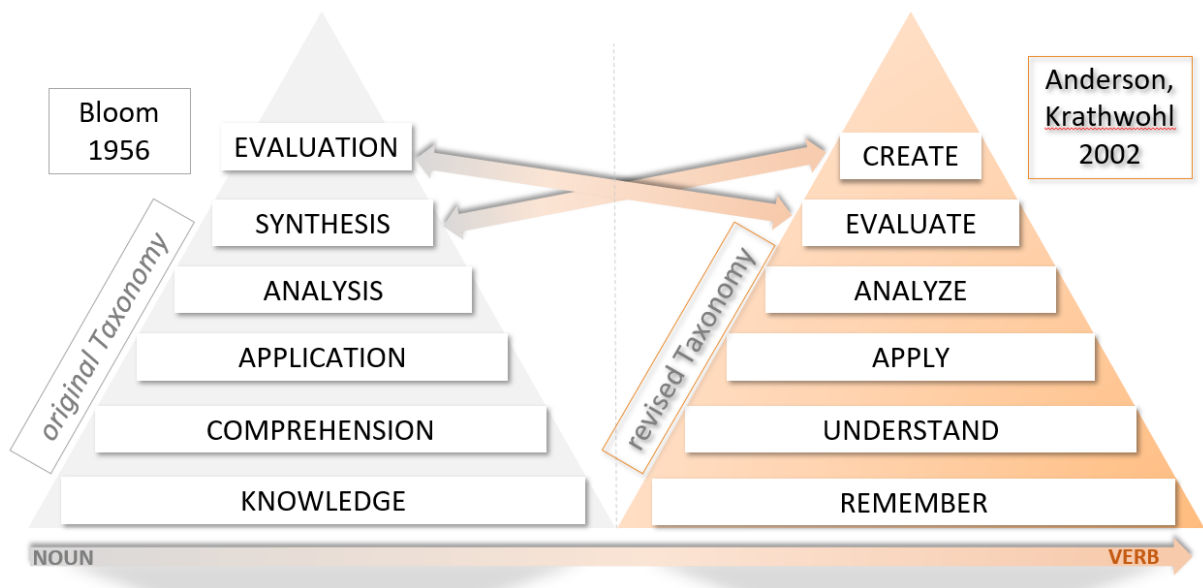 Bloom
1956
EVALUATION
SYNTHESIS
ANALYSIS
APPLICATION
COMPREHENSION
KNOWLEDGE
original Taxonomy
Anderson,
Krathwohl
2002
CREATE
EVALUATE
ANALYZE
APPLY
UNDERSTAND
REMEMBER
revised Taxonomy
NOUN
VERB